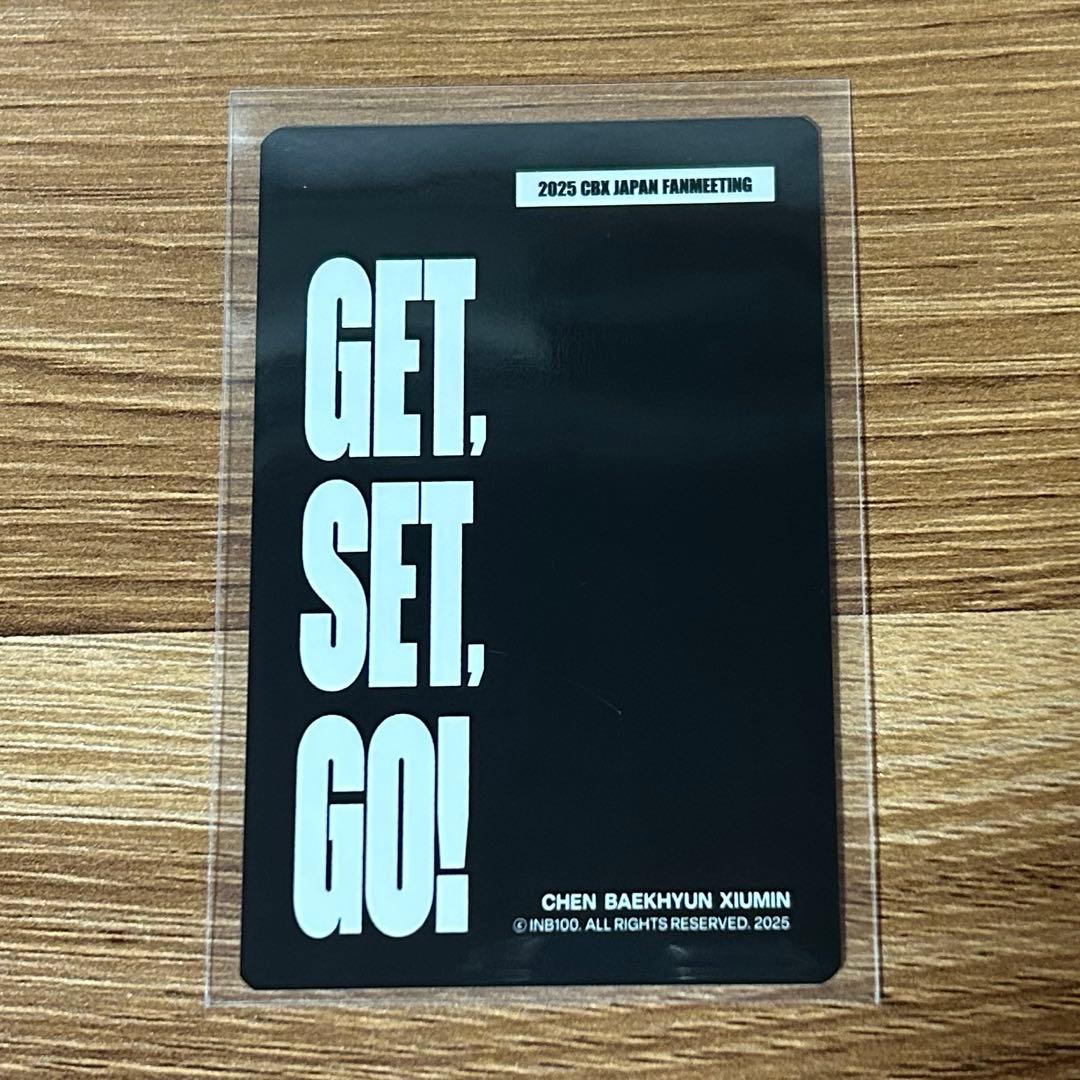 2025 CBX JAPAN FANMEETING
GET,
SET,
GO!
CHEN BAEKHYUN XIUMIN
© INB100. ALL RIGHTS RESERVED. 2025